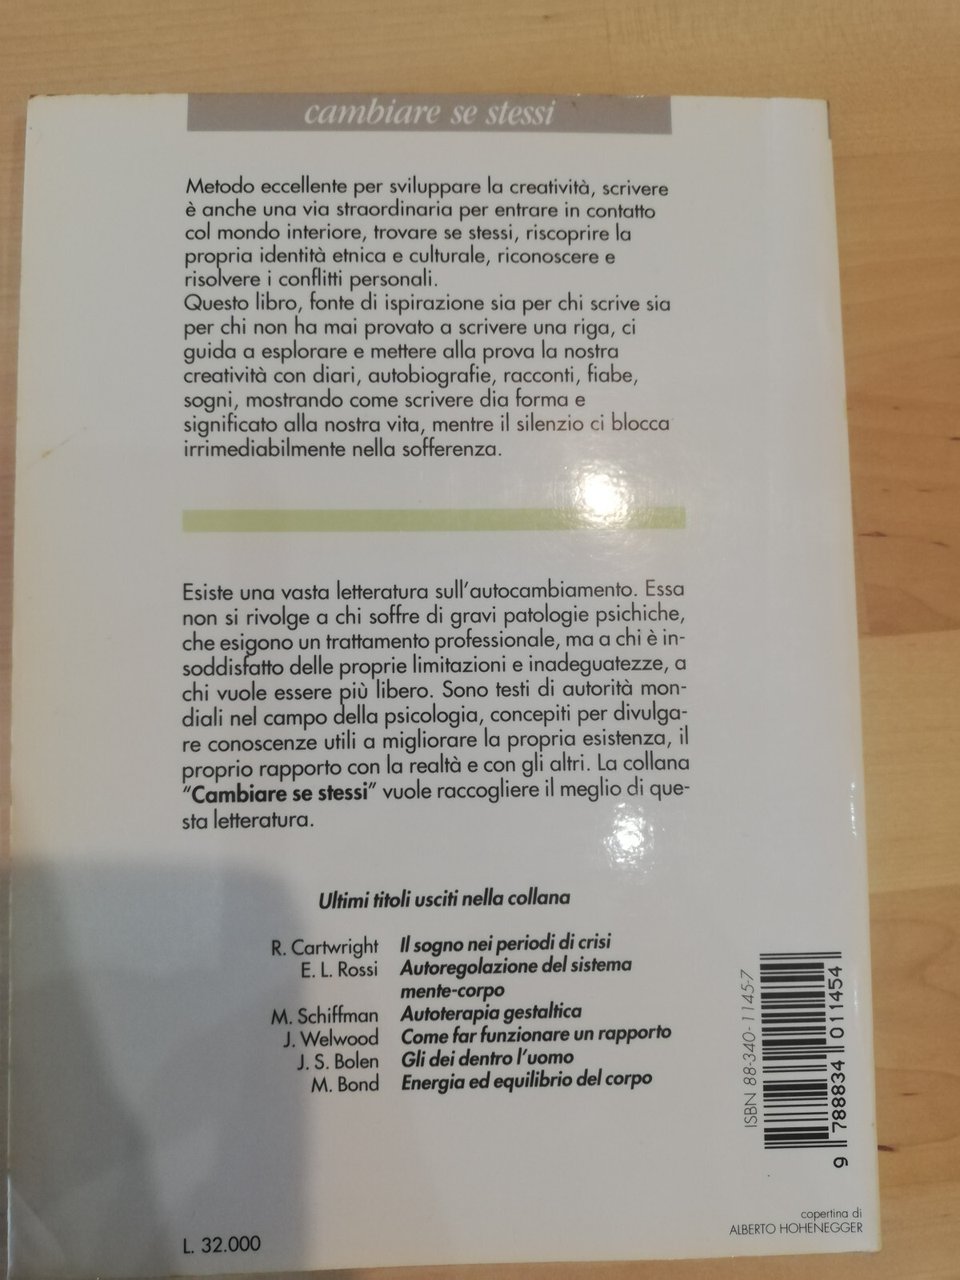 cambiare se stessi
Metodo eccellente per sviluppare la creatività, scrivere
è anche una via straordinaria per entrare in contatto
col mondo interiore, trovare se stessi, riscoprire la
propria identità etnica e culturale, riconoscere e
risolvere i conflitti personali.
Questo libro, fonte di ispirazione sia per chi scrive sia
per chi non ha mai provato a scrivere una riga, ci
guida a esplorare e mettere alla prova la nostra
creatività con diari, autobiografie, racconti, fiabe,
sogni, mostrando come scrivere dia forma e
significato alla nostra vita, mentre il silenzio ci blocca
irrimediabilmente nella sofferenza.
Esiste una vasta letteratura sull'autocambiamento. Essa
non si rivolge a chi soffre di gravi patologie psichiche,
che esigono un trattamento professionale, ma a chi è in-
soddisfatto delle proprie limitazioni e inadeguatezze, a
chi vuole essere più libero. Sono testi di autorità mon-
diali nel campo della psicologia, concepiti per divulga-
re conoscenze utili a migliorare la propria esistenza, il
proprio rapporto con la realtà e con gli altri. La collana
"Cambiare se stessi" vuole raccogliere il meglio di que-
sta letteratura.
Ultimi titoli usciti nella collana
R. Cartwright Il sogno nei periodi di crisi
E. L. Rossi Autoregolazione del sistema
mente-corpo
M. Schiffman Autoterapia gestaltica
J. Welwood Come far funzionare un rapporto
J. S. Bolen Gli dei dentro l'uomo
M. Bond Energia ed equilibrio del corpo
ISBN 88-340-1145-7
9 788834 011454
copertina di
ALBERTO HOHENEGGER
L. 32.000